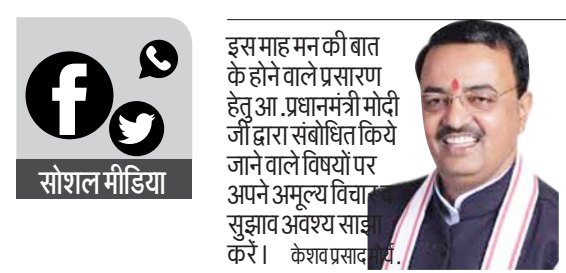 सोशल मीडिया
इस माह मन की बात
के होने वाले प्रसारण
हेतु आ .प्रधानमंत्री मोदी
जी द्वारा संबोधित किये
जाने वाले विषयों पर
अपने अमूल्य विचार व
सुझाव अवश्य साझा
करें। केशव प्रसाद मौर्य.